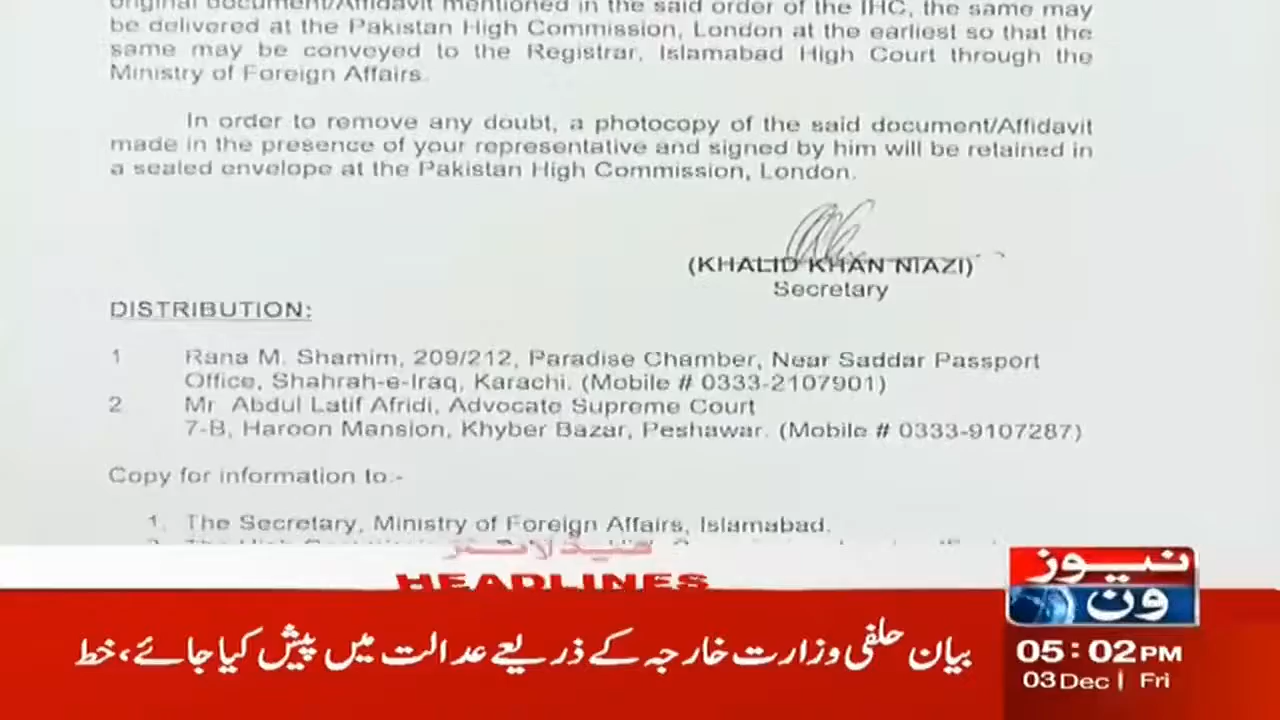 original document/Affidavit mentioned in the said order of the IHC, the same may
be delivered at the Pakistan High Commission, London at the earliest so that the
same may be conveyed to the Registrar, Islamabad High Court through the
Ministry of Foreign Affairs.
In order to remove any doubt, a photocopy of the said document/Affidavit
made in the presence of your representative and signed by him will be retained in
a sealed envelope at the Pakistan High Commission, London.
(KHALID KHAN NIAZI)
Secretary
DISTRIBUTION:
1 Rana M. Shamim, 209/212, Paradise Chamber, Near Saddar Passport
Office, Shahrah-e-Iraq, Karachi. (Mobile # 0333-2107901)
2 Mr Abdul Latif Afridi, Advocate Supreme Court
7-B, Haroon Mansion, Khyber Bazar, Peshawar. (Mobile # 0333-9107287)
Copy for information to:-
1. The Secretary, Ministry of Foreign Affairs, Islamabad.
ہیڈلائنز
HEADLINES
نیوز
ون
بیان حلفی وزارت خارجہ کے ذریعے عدالت میں پیش کیا جائے، خط
05:02 PM
03 Dec | Fri